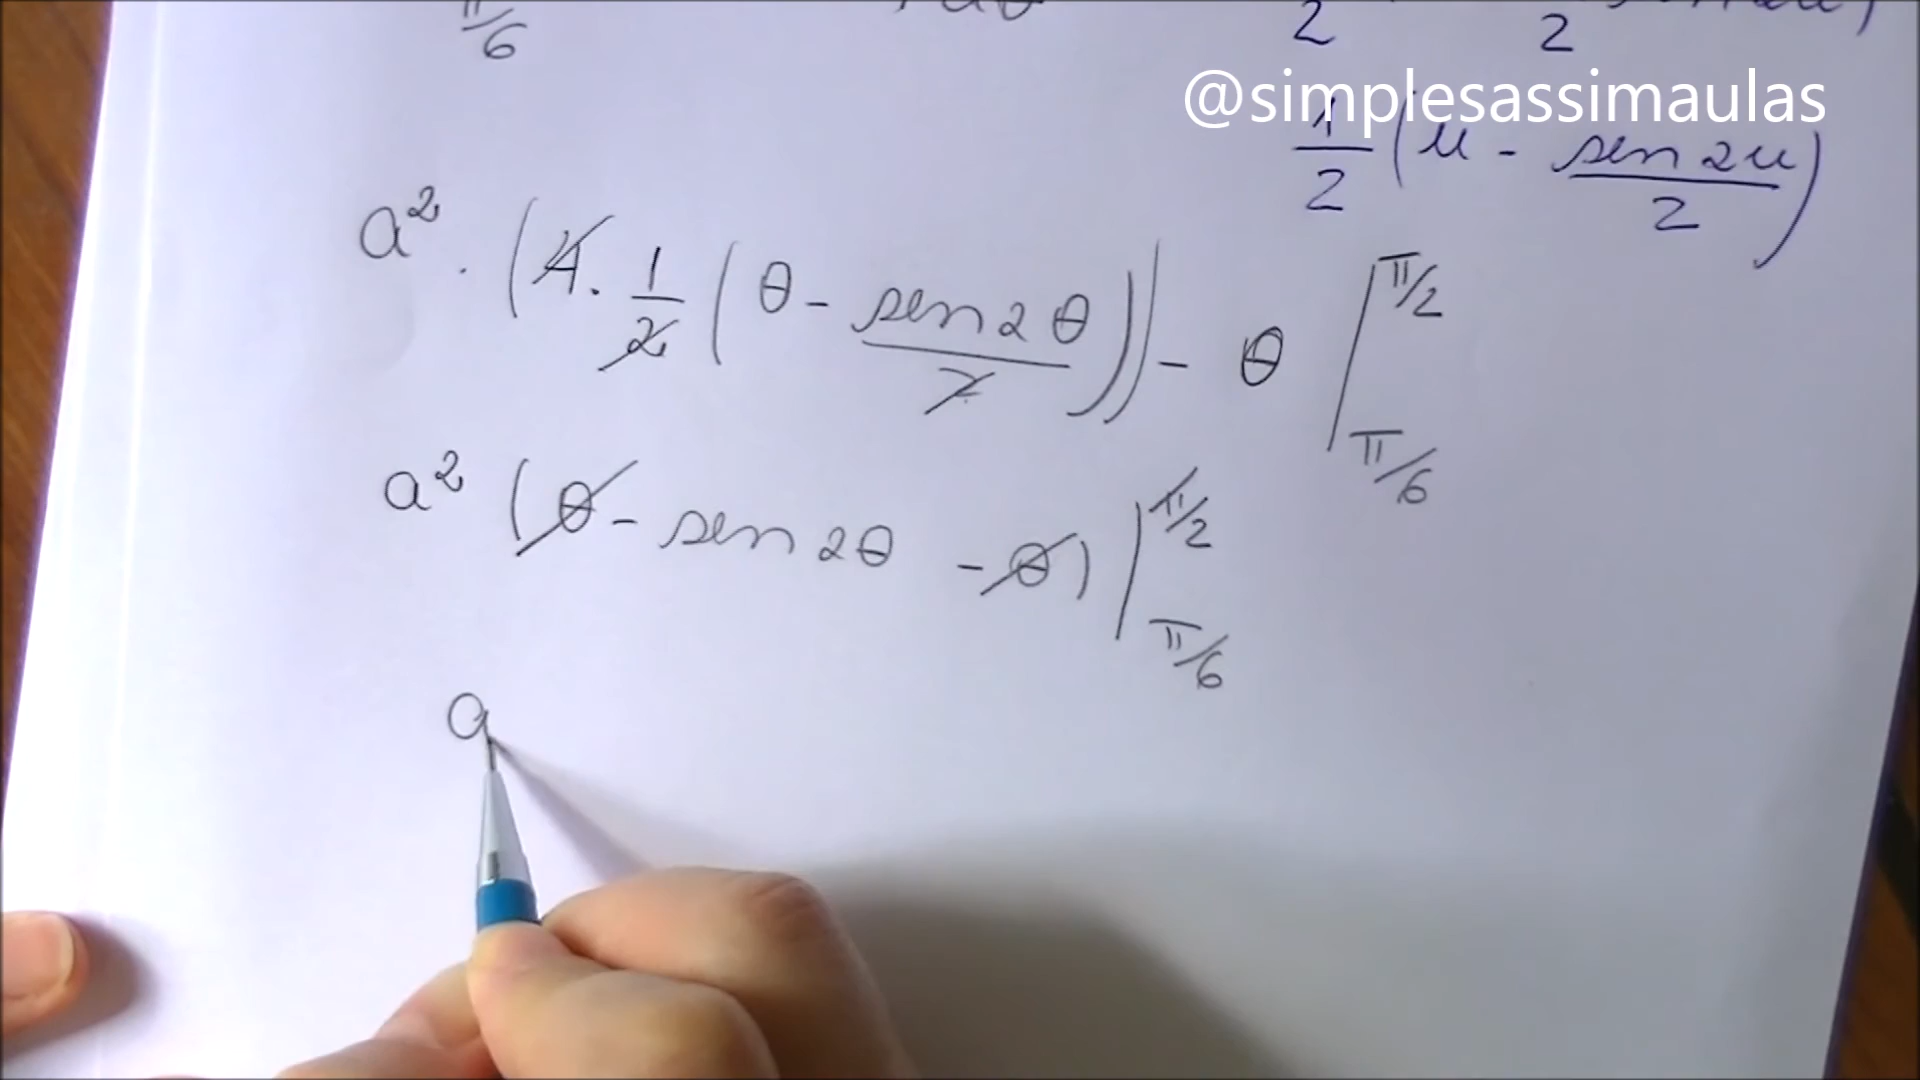 π/6
2 2
@simplesassimaulas
1/2 (u - sen 2u/2)
a² · (4 · 1/2 (θ - sen 2θ/2)) - θ |π/2 π/6
a² (θ - sen 2θ - θ) |π/2 π/6
a